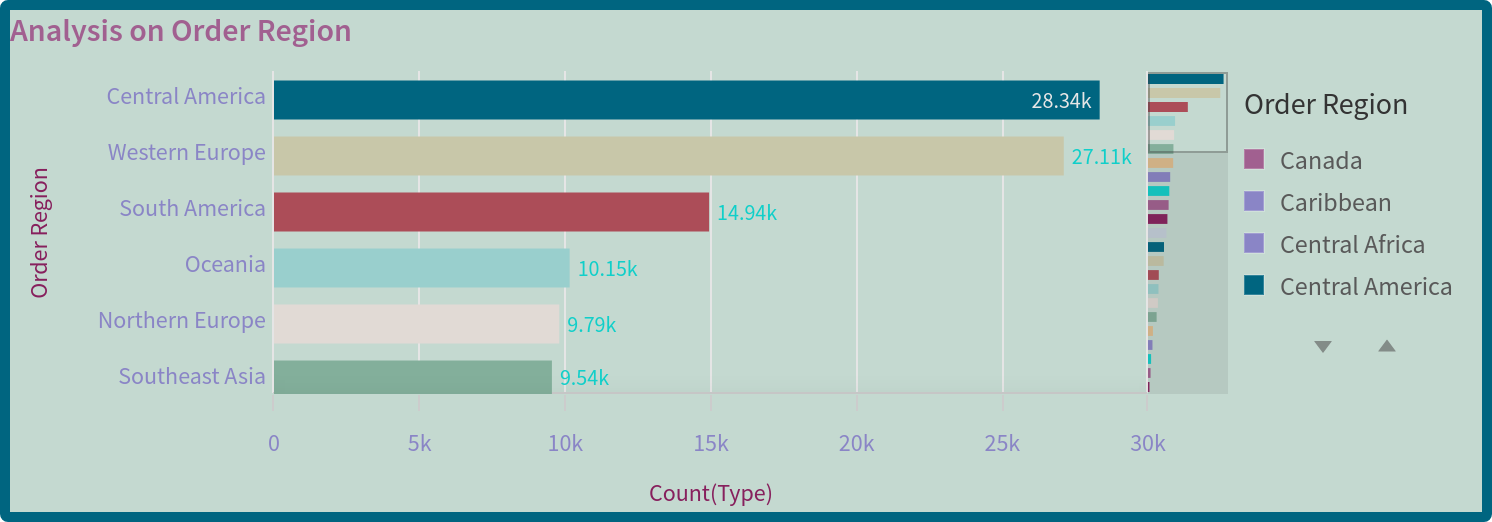 Analysis on Order Region
Order Region
Central America
28.34k
Western Europe
27.11k
South America
14.94k
Oceania
10.15k
Northern Europe
9.79k
Southeast Asia
9.54k
0 5k 10k 15k 20k 25k 30k
Count(Type)
Order Region
Canada
Caribbean
Central Africa
Central America